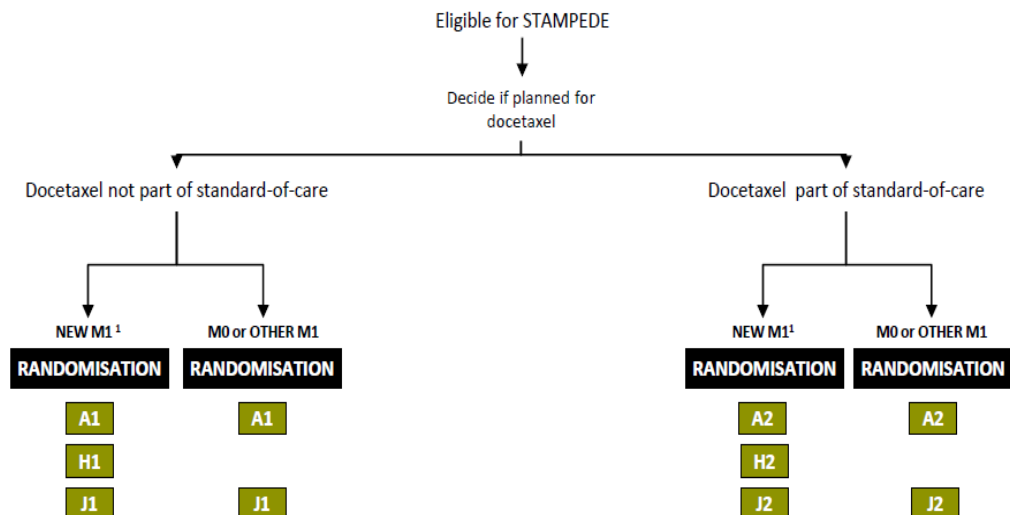 Eligible for STAMPEDE
Decide if planned for
docetaxel
Docetaxel not part of standard-of-care
Docetaxel part of standard-of-care
NEW M1 ¹
M0 or OTHER M1
NEW M1¹
M0 or OTHER M1
RANDOMISATION
RANDOMISATION
RANDOMISATION
RANDOMISATION
A1
A1
A2
A2
H1
H2
J1
J1
J2
J2